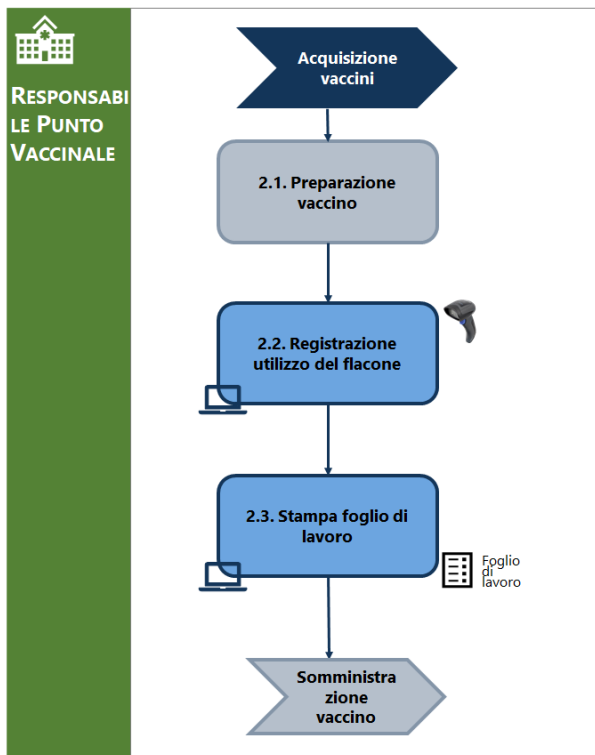 RESPONSABI
LE PUNTO
VACCINALE
Acquisizione
vaccini
2.1. Preparazione
vaccino
2.2. Registrazione
utilizzo del flacone
2.3. Stampa foglio di
lavoro
Foglio
di
lavoro
Somministra
zione
vaccino